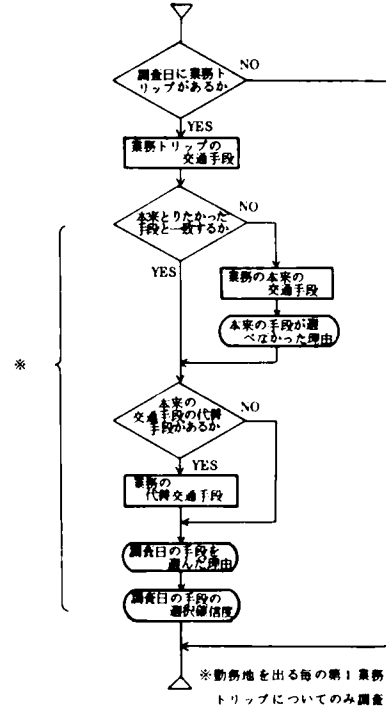 調査日に業務ト
リップがあるか
NO
YES
業務トリップの
交通手段
本来とりたかった
手段と一致するか
NO
YES
業務の本来の
交通手段
本来の手段が選
べなかった理由
※
本来の
交通手段の代替
手段があるか
NO
YES
業務の
代替交通手段
調査日の手段を
選んだ理由
調査日の手段の
選択確信度
※勤務地を出る毎の第1業務
トリップについてのみ調査